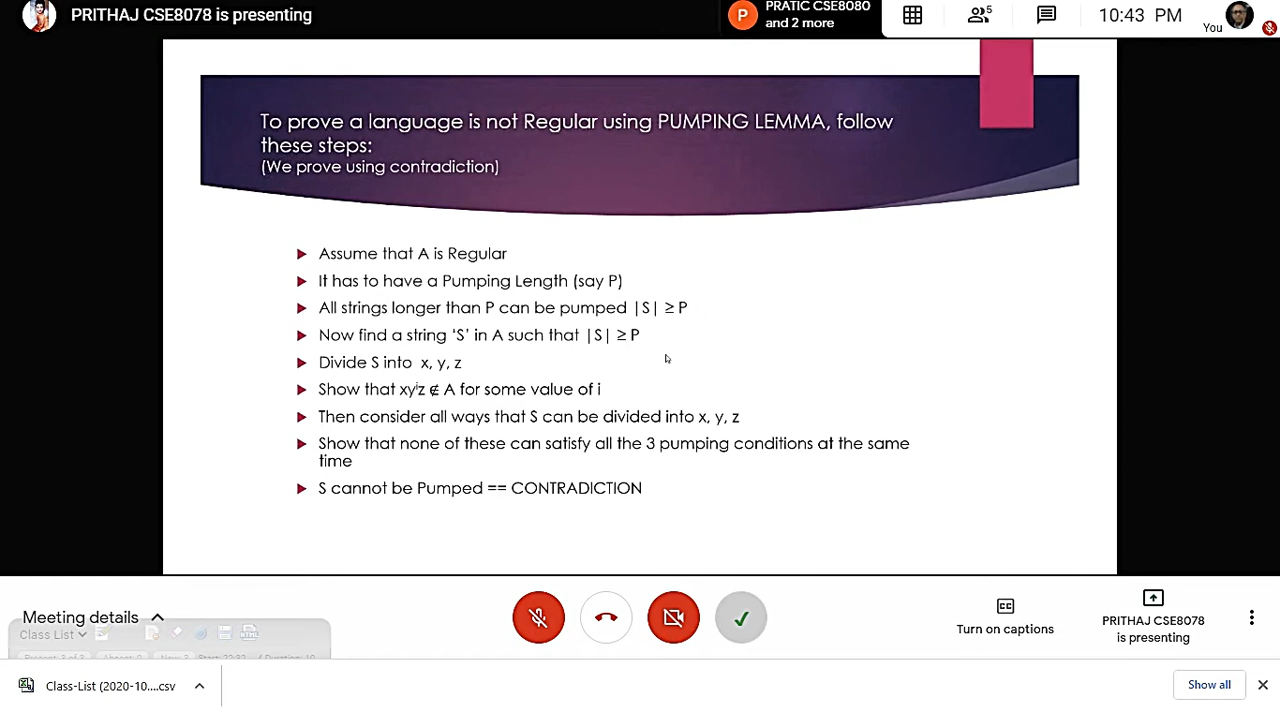 PRITHAJ CSE8078 is presenting
P
PRATIC CSE8080
and 2 more
5
10:43 PM
You
To prove a language is not Regular using PUMPING LEMMA, follow
these steps:
(We prove using contradiction)
Assume that A is Regular
It has to have a Pumping Length (say P)
All strings longer than P can be pumped |S| ≥ P
Now find a string ‘S’ in A such that |S| ≥ P
Divide S into x, y, z
Show that xyⁱz ∉ A for some value of i
Then consider all ways that S can be divided into x, y, z
Show that none of these can satisfy all the 3 pumping conditions at the same
time
S cannot be Pumped == CONTRADICTION
Meeting details
Class List
HTML
CC
Turn on captions
PRITHAJ CSE8078
is presenting
Class-List (2020-10....csv
Show all